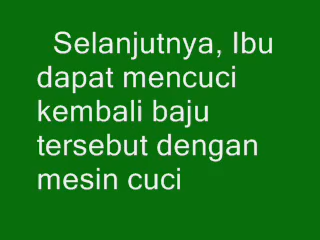 Selanjutnya, Ibu
dapat mencuci
kembali baju
tersebut dengan
mesin cuci